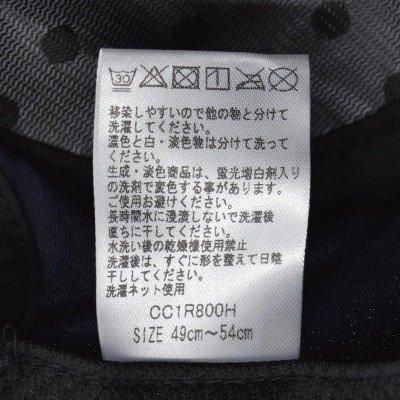 30
移染しやすいので他の物と分けて
洗濯してください。
濃色と白・淡色物は分けて洗って
ください。
生成・淡色商品は、蛍光増白剤入り
の洗剤で変色する事があります。
ご使用お避けください。
長時間水に浸漬しないで洗濯後
直ちに干してください。
水洗い後の乾燥機使用禁止
洗濯後は、すぐに形を整えて日陰
干ししてください。
洗濯ネット使用
CC1R800H
SIZE 49cm～54cm